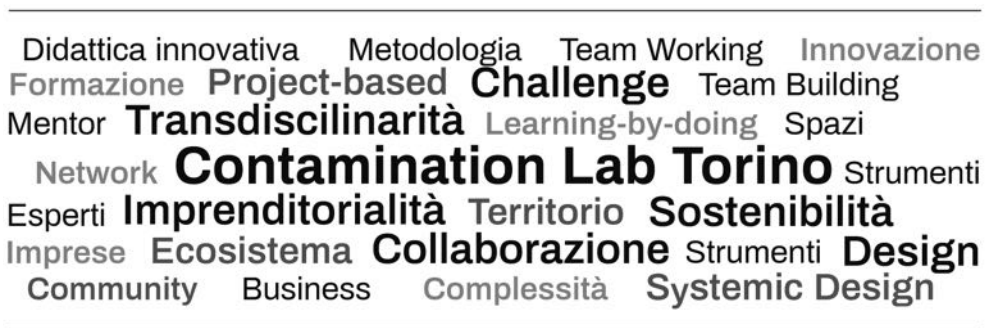 Didattica innovativa Metodologia Team Working Innovazione
Formazione Project-based Challenge Team Building
Mentor Transdiscilinarità Learning-by-doing Spazi
Network Contamination Lab Torino Strumenti
Esperti Imprenditorialità Territorio Sostenibilità
Imprese Ecosistema Collaborazione Strumenti Design
Community Business Complessità Systemic Design